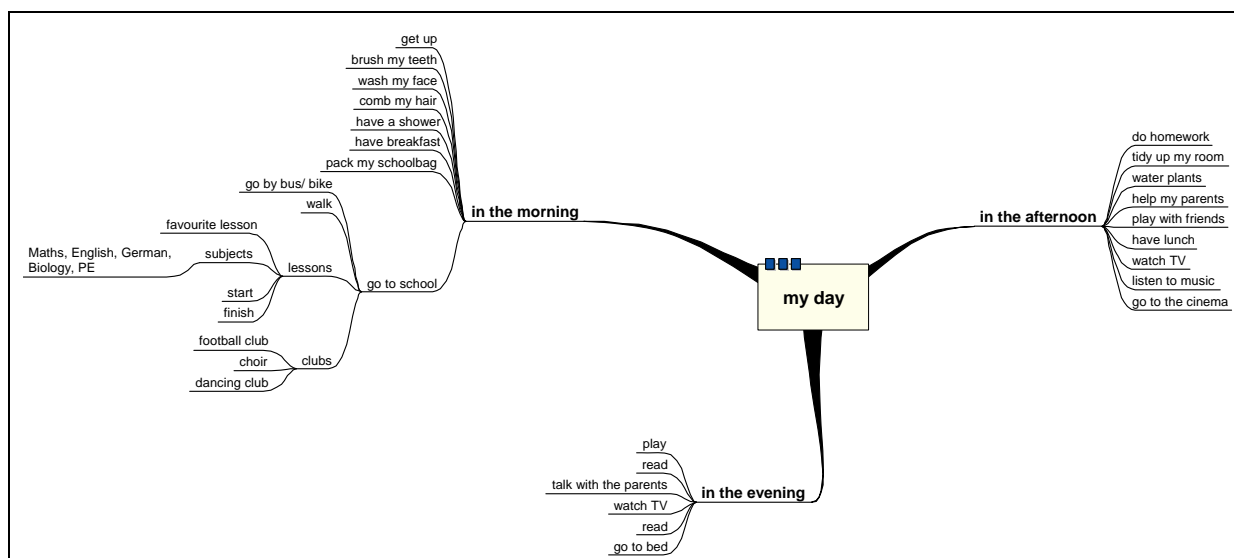 get up
brush my teeth
wash my face
comb my hair
have a shower
have breakfast
pack my schoolbag
go by bus/ bike
walk
favourite lesson
Maths, English, German,
Biology, PE
subjects
lessons
start
finish
go to school
football club
choir
dancing club
clubs
in the morning
my day
in the afternoon
do homework
tidy up my room
water plants
help my parents
play with friends
have lunch
watch TV
listen to music
go to the cinema
play
read
talk with the parents
in the evening
watch TV
read
go to bed